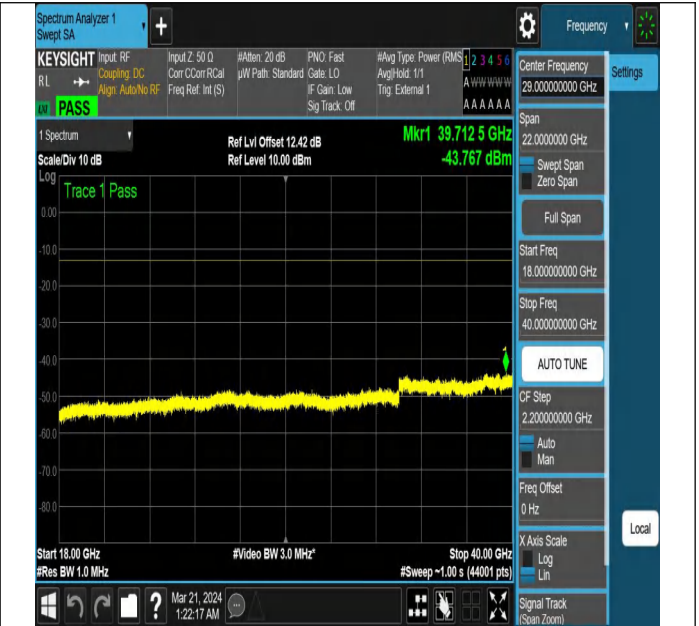 Spectrum Analyzer 1
Swept SA
Frequency
KEYSIGHT
RL
PASS
Input: RF
Coupling: DC
Align: Auto/No RF
Input Z: 50 Ω
Corr CCorr RCal
Freq Ref: Int (S)
#Atten: 20 dB
µW Path: Standard
PNO: Fast
Gate: LO
IF Gain: Low
Sig Track: Off
#Avg Type: Power (RMS
Avg|Hold: 1/1
Trig: External 1
1 2 3 4 5 6
A W W W W W
A A A A A A
1 Spectrum
Scale/Div 10 dB
Ref Lvl Offset 12.42 dB
Ref Level 10.00 dBm
Mkr1 39.712 5 GHz
-43.767 dBm
Log
Trace 1 Pass
0.00
-10.0
-20.0
-30.0
-40.0
-50.0
-60.0
-70.0
-80.0
1
Start 18.00 GHz
#Res BW 1.0 MHz
#Video BW 3.0 MHz*
Stop 40.00 GHz
#Sweep ~1.00 s (44001 pts)
Mar 21, 2024
1:22:17 AM
?
Center Frequency
29.000000000 GHz
Settings
Span
22.0000000 GHz
Swept Span
Zero Span
Full Span
Start Freq
18.000000000 GHz
Stop Freq
40.000000000 GHz
AUTO TUNE
CF Step
2.200000000 GHz
Auto
Man
Freq Offset
0 Hz
X Axis Scale
Log
Lin
Local
Signal Track
(Span Zoom)